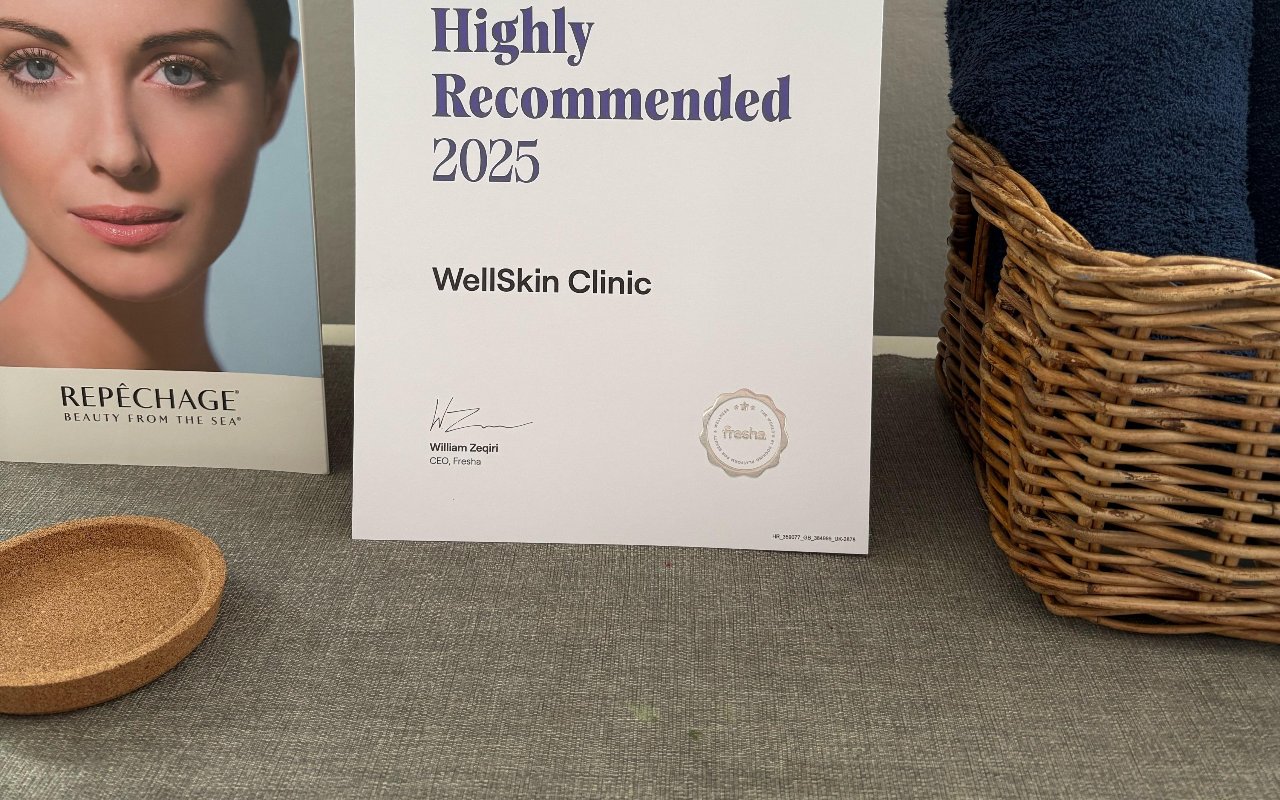 Highly
Recommended
2025
WellSkin Clinic
William Zeqiri
CEO, Fresha
fresha
REPÊCHAGE®
BEAUTY FROM THE SEA®